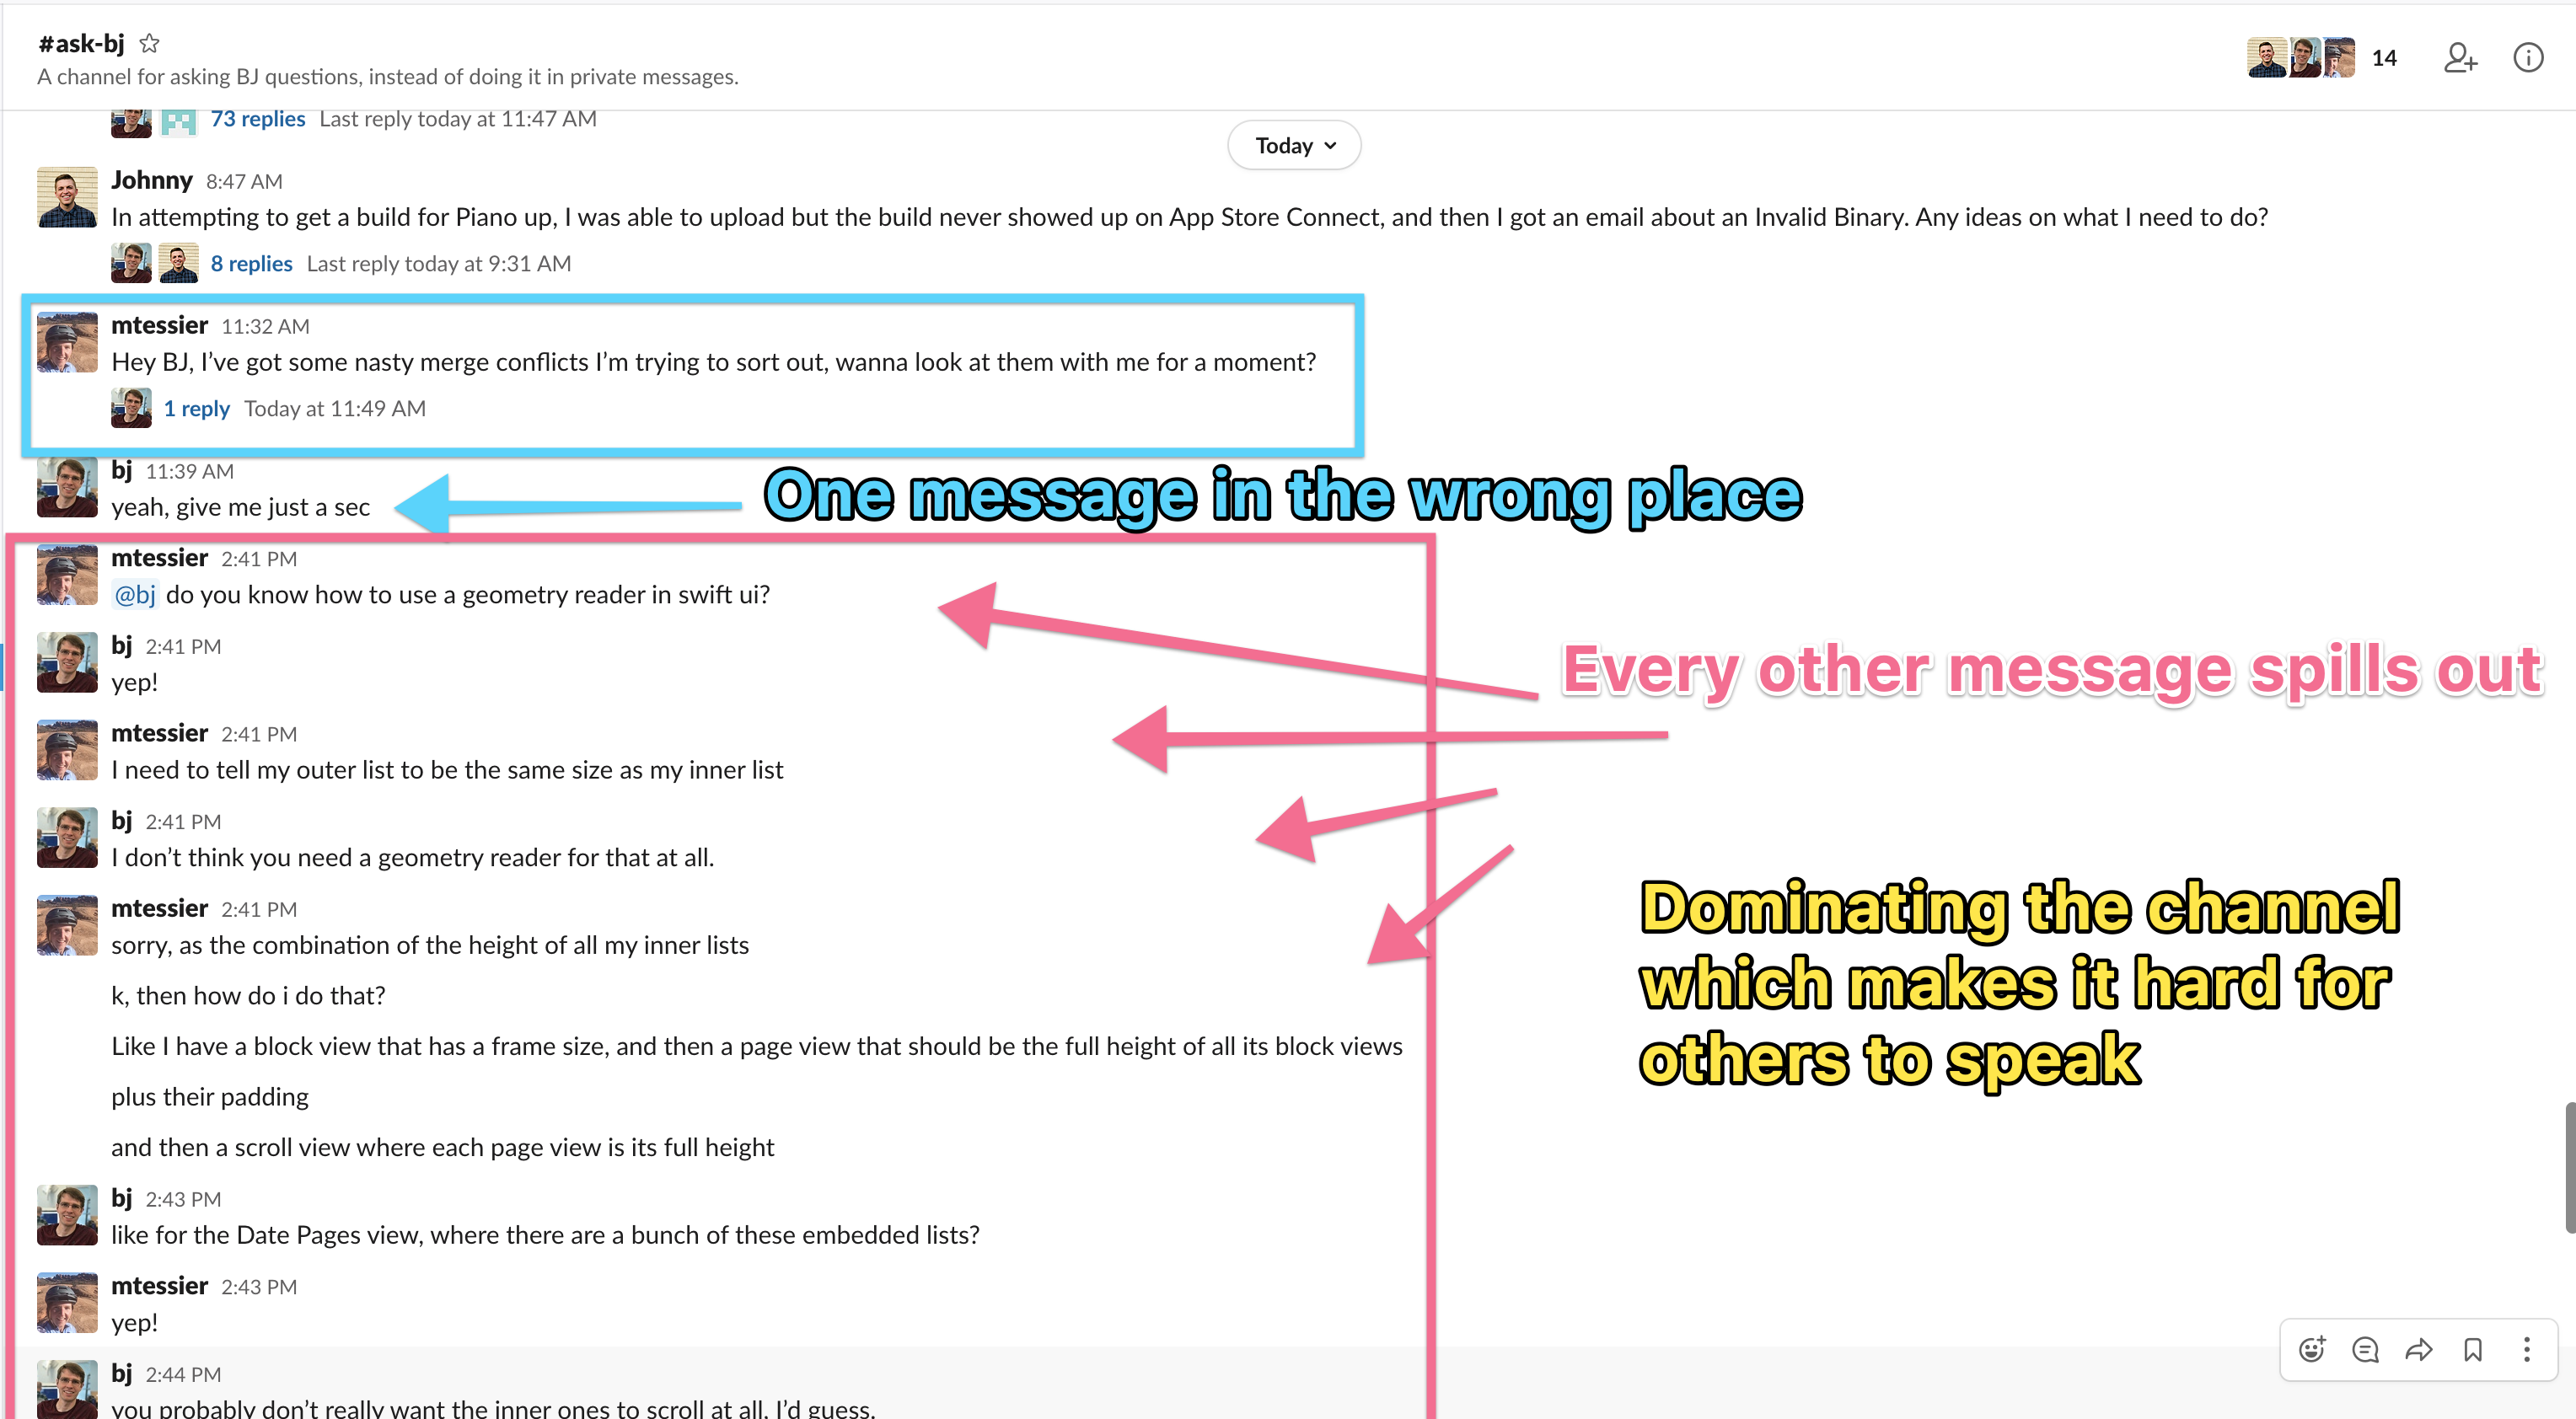 #ask-bj
A channel for asking BJ questions, instead of doing it in private messages.
14
73 replies Last reply today at 11:47 AM
Today
Johnny 8:47 AM
In attempting to get a build for Piano up, I was able to upload but the build never showed up on App Store Connect, and then I got an email about an Invalid Binary. Any ideas on what I need to do?
8 replies Last reply today at 9:31 AM
mtessier 11:32 AM
Hey BJ, I’ve got some nasty merge conflicts I’m trying to sort out, wanna look at them with me for a moment?
1 reply Today at 11:49 AM
bj 11:39 AM
yeah, give me just a sec
One message in the wrong place
mtessier 2:41 PM
@bj do you know how to use a geometry reader in swift ui?
bj 2:41 PM
yep!
Every other message spills out
mtessier 2:41 PM
I need to tell my outer list to be the same size as my inner list
bj 2:41 PM
I don’t think you need a geometry reader for that at all.
mtessier 2:41 PM
sorry, as the combination of the height of all my inner lists
k, then how do i do that?
Like I have a block view that has a frame size, and then a page view that should be the full height of all its block views
plus their padding
and then a scroll view where each page view is its full height
Dominating the channel
which makes it hard for
others to speak
bj 2:43 PM
like for the Date Pages view, where there are a bunch of these embedded lists?
mtessier 2:43 PM
yep!
bj 2:44 PM
you probably don’t really want the inner ones to scroll at all, I’d guess.